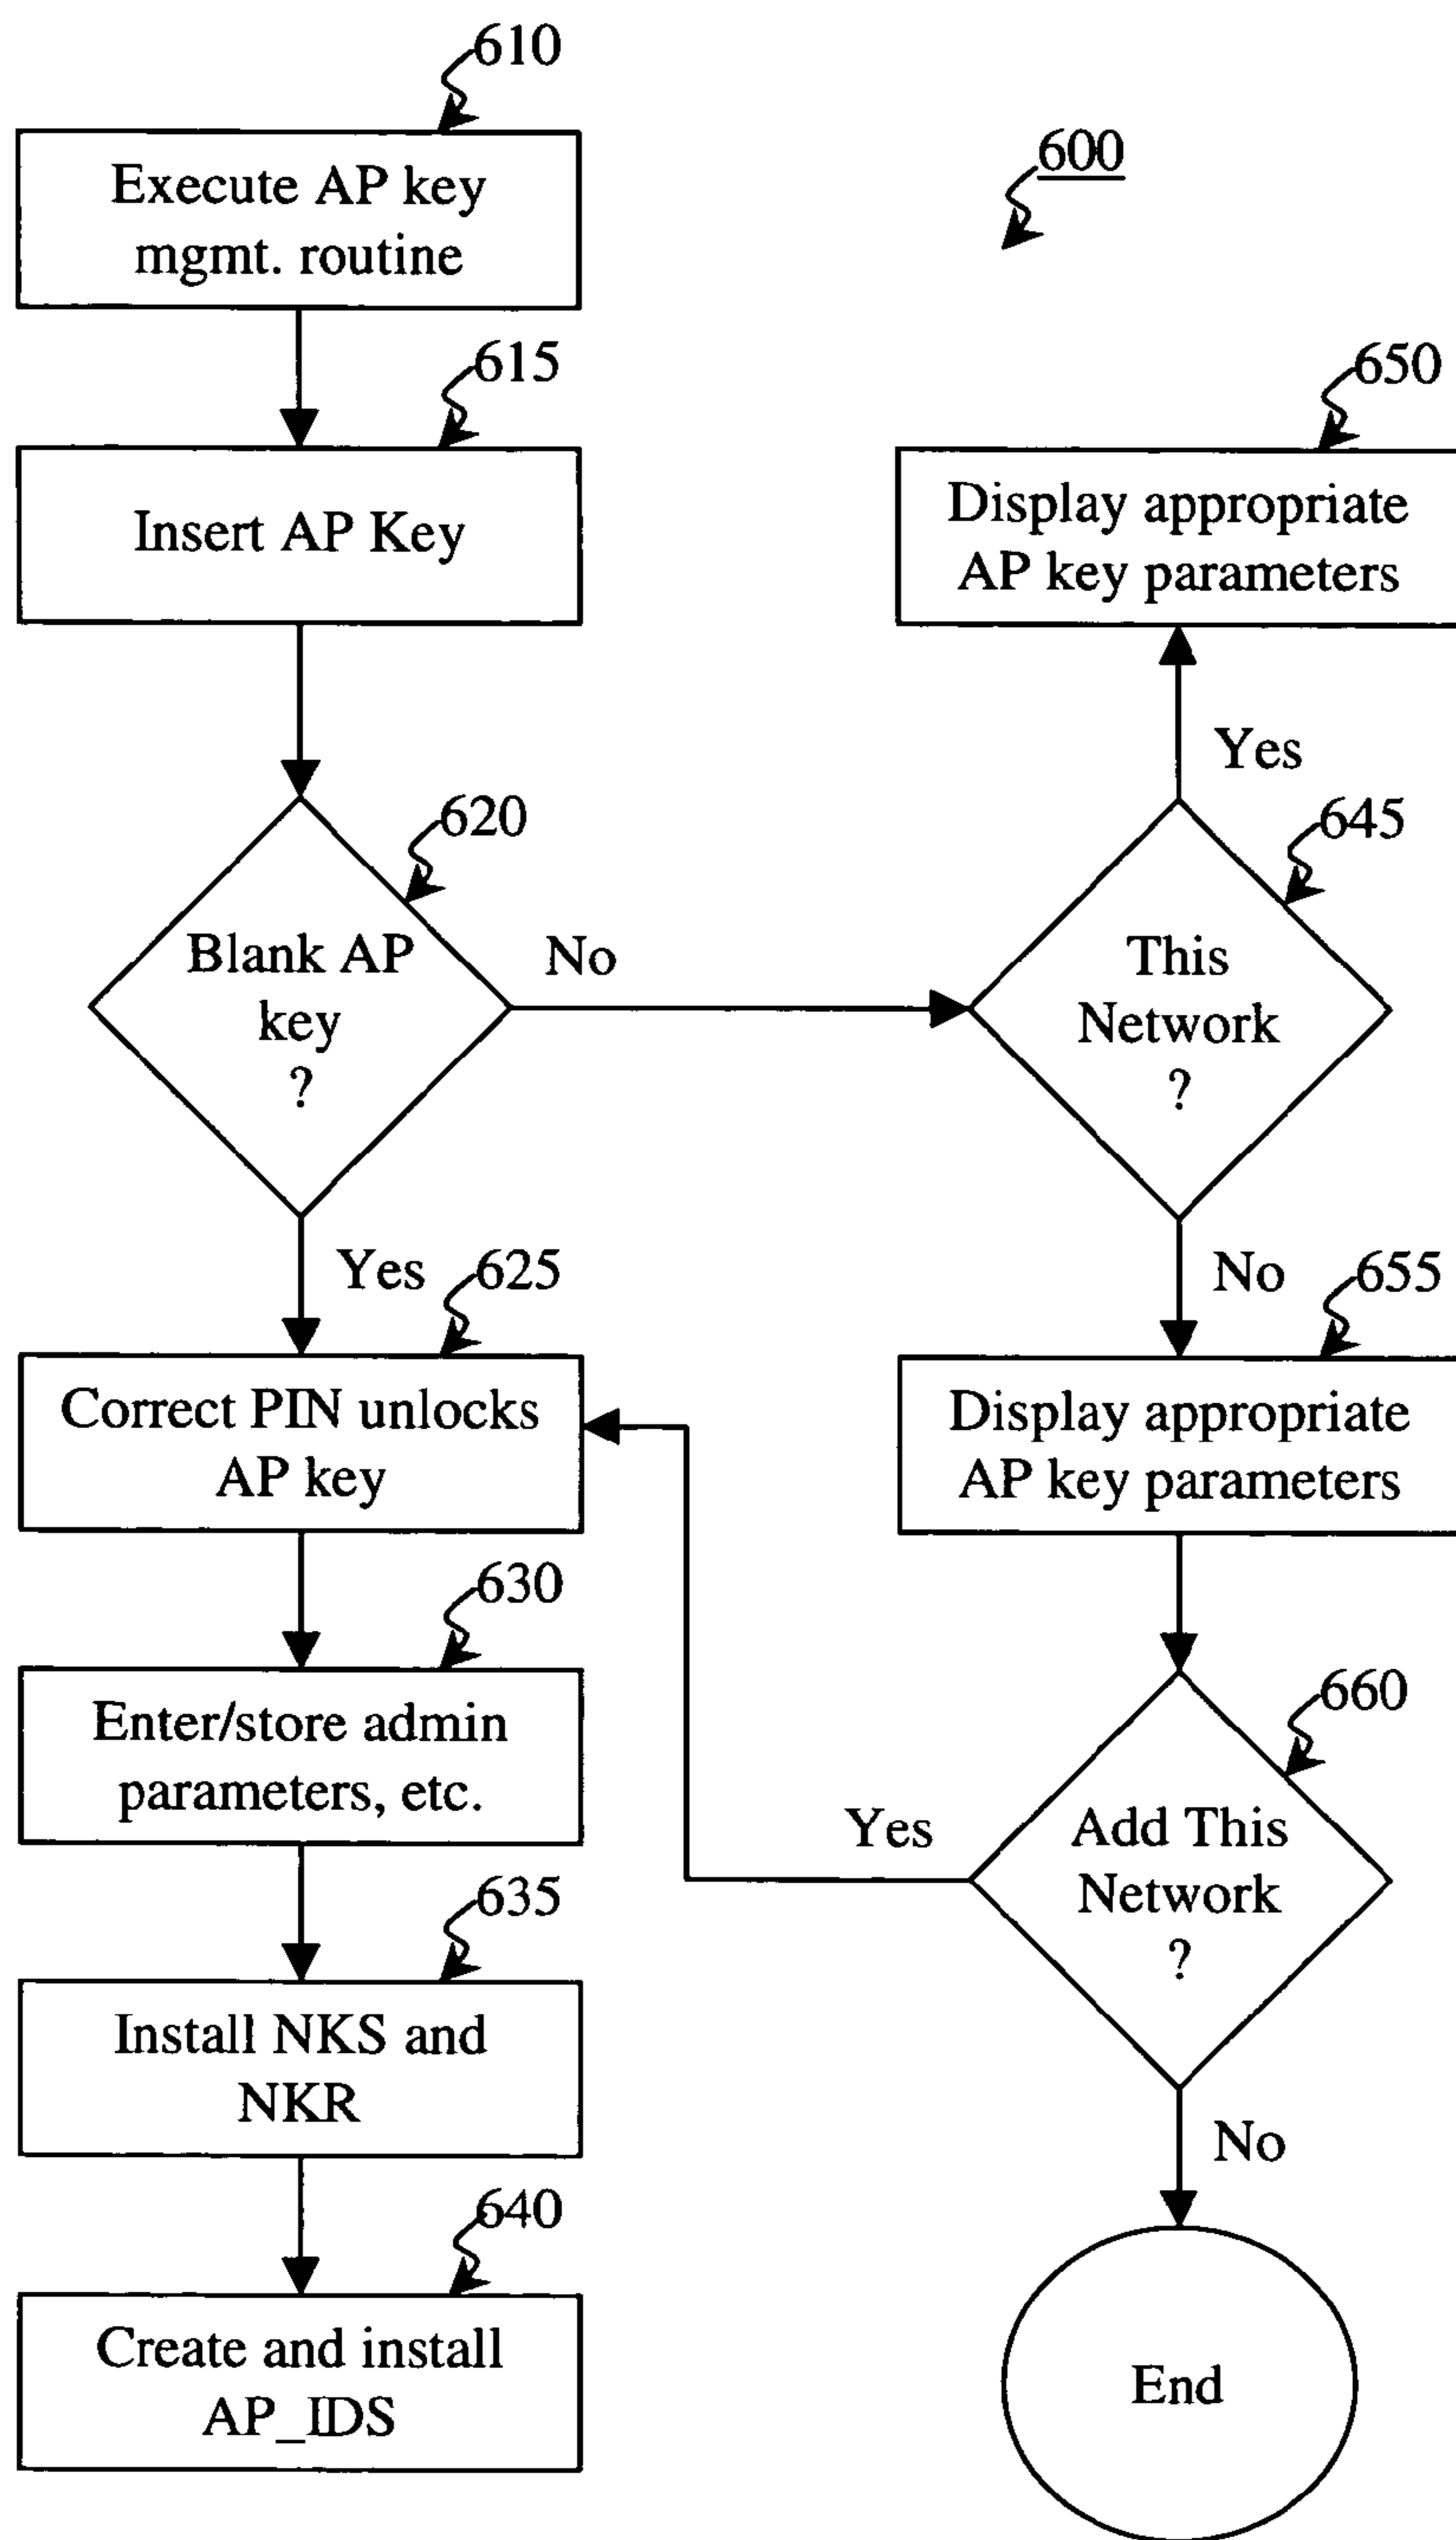 610
Execute AP key
mgmt. routine
600
615
Insert AP Key
650
Display appropriate
AP key parameters
Yes
620
Blank AP
key
?
No
645
This
Network
?
Yes
625
Correct PIN unlocks
AP key
No
655
Display appropriate
AP key parameters
630
Enter/store admin
parameters, etc.
660
Add This
Network
?
Yes
635
Install NKS and
NKR
No
640
Create and install
AP_IDS
End